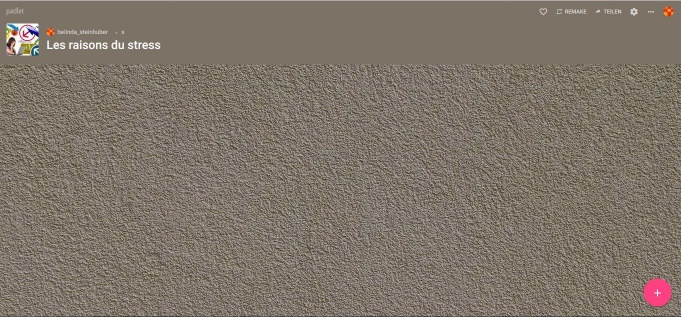 padlet
REMAKE
TEILEN
belinda_steinhuber
Les raisons du stress